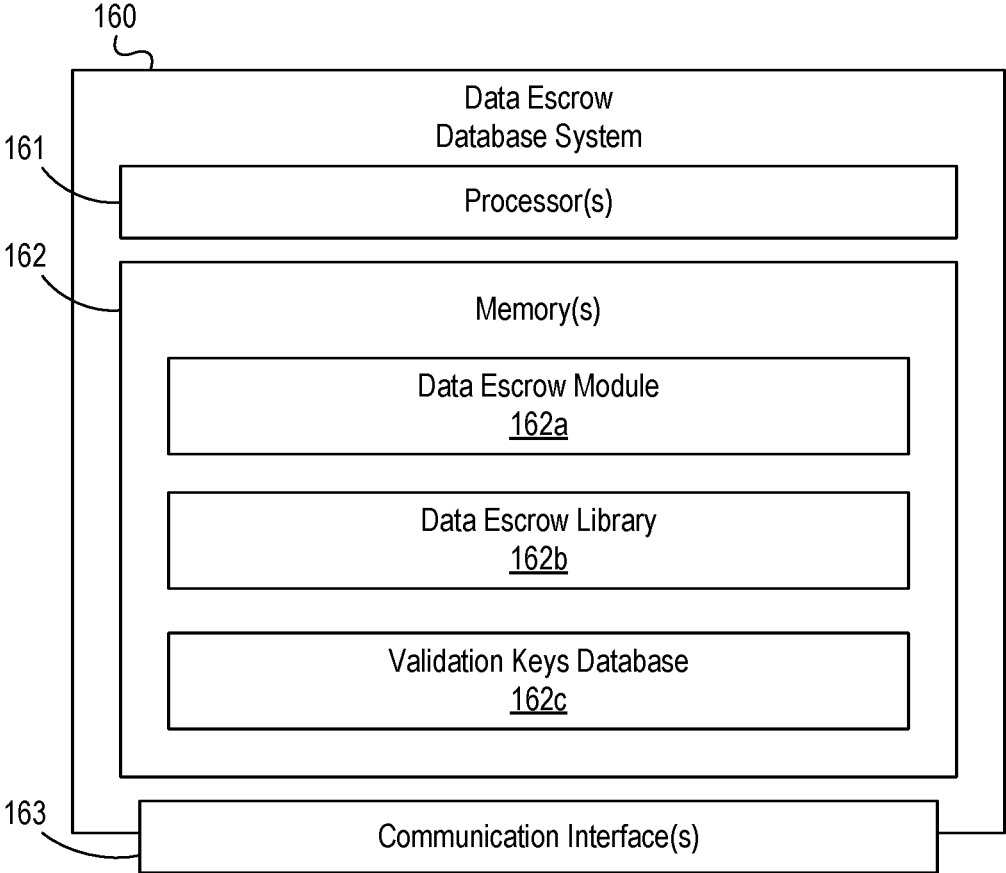 160
Data Escrow
Database System
161
Processor(s)
162
Memory(s)
Data Escrow Module
162a
Data Escrow Library
162b
Validation Keys Database
162c
163
Communication Interface(s)